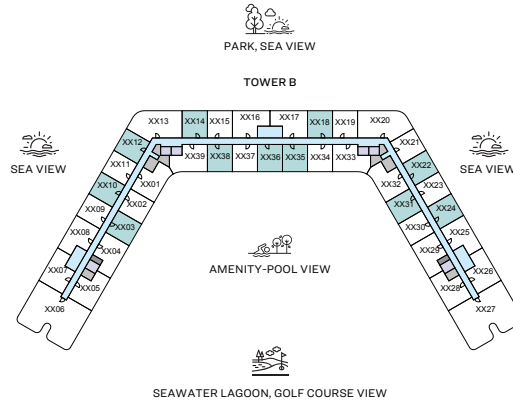 PARK, SEA VIEW
TOWER B
XX13
XX14
XX15
XX16
XX17
XX18
XX19
XX20
XX12
XX39
XX38
XX37
XX36
XX35
XX34
XX33
XX21
SEA VIEW
XX11
XX01
XX32
XX22
SEA VIEW
XX10
XX02
XX31
XX23
XX09
XX03
XX30
XX24
XX08
XX04
XX29
XX25
XX07
XX05
XX28
XX26
XX06
XX27
AMENITY-POOL VIEW
SEAWATER LAGOON, GOLF COURSE VIEW